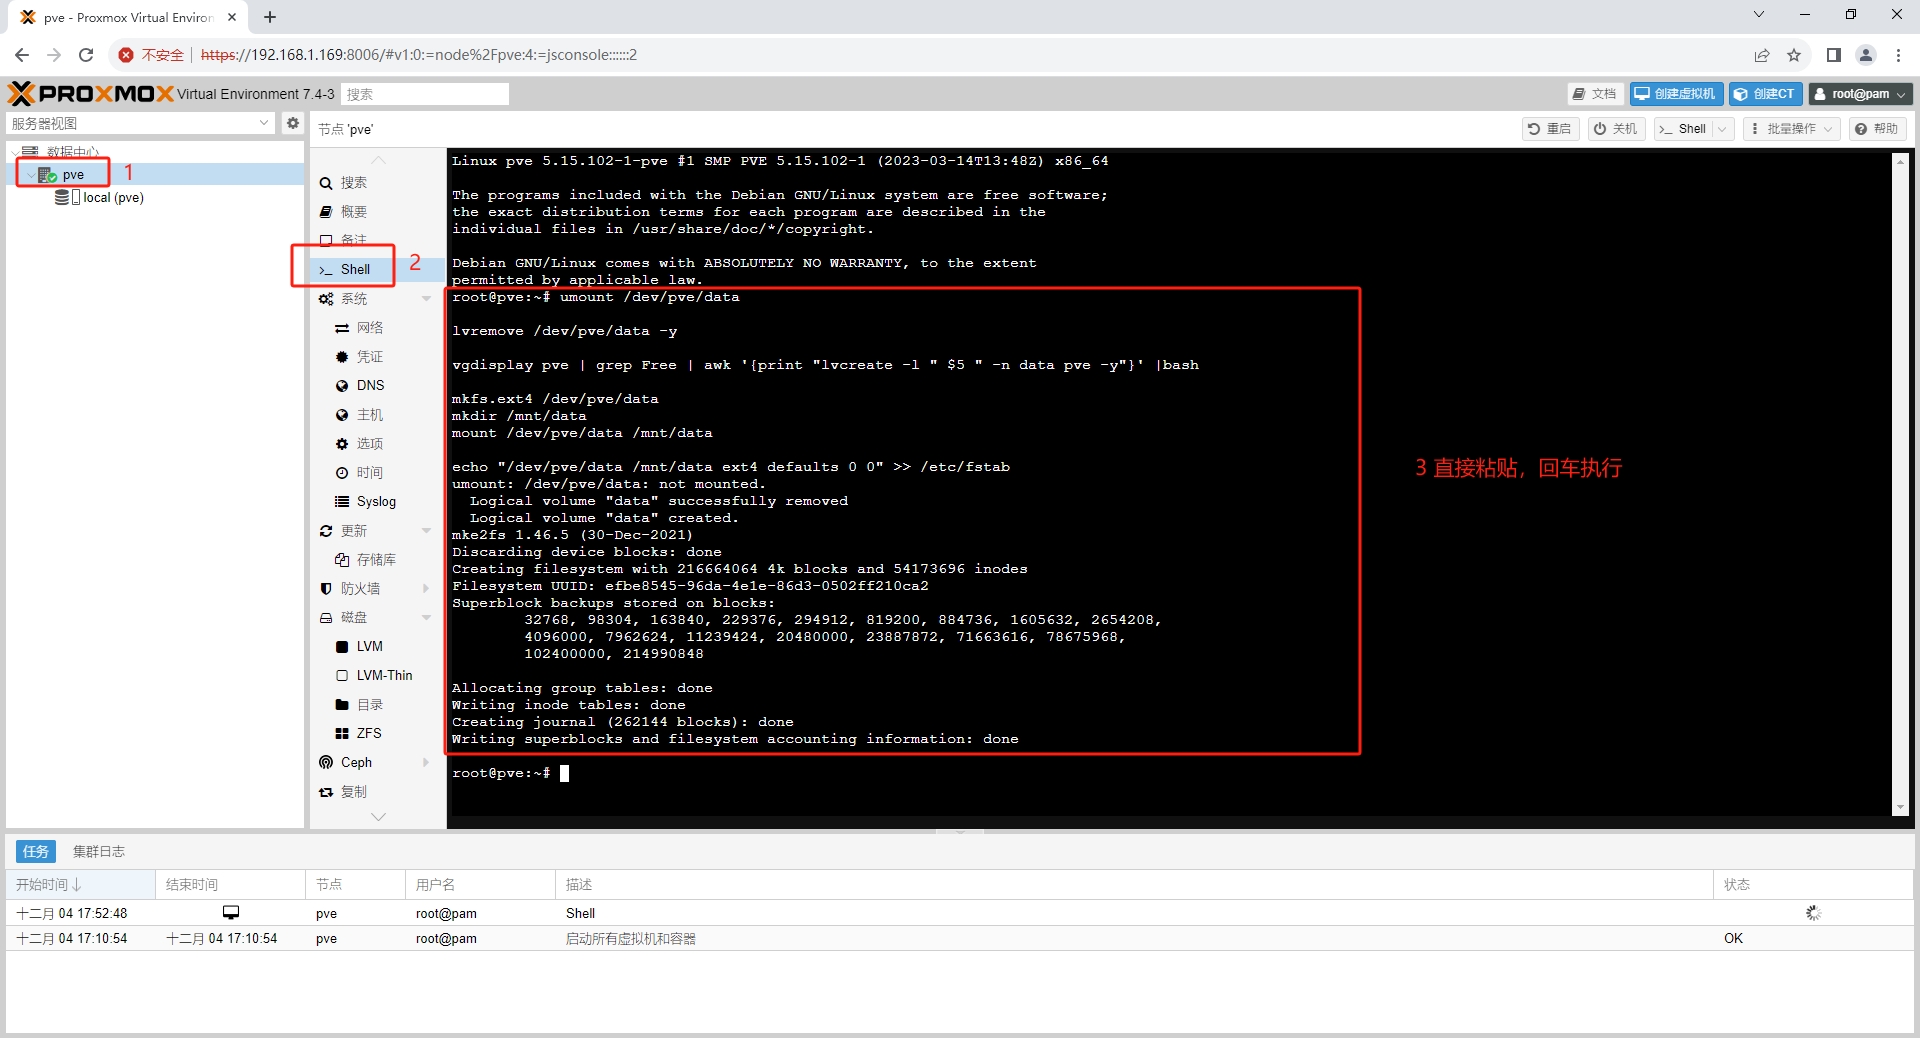 pve - Proxmox Virtual Environ
不安全 https://192.168.1.169:8006/#v1:0:=node%2Fpve:4:=jsconsole::::::2
PROXMOX Virtual Environment 7.4-3 搜索
文档 创建虚拟机 创建CT root@pam
服务器视图
节点 'pve'
重启 关机 Shell 批量操作 帮助
数据中心
pve 1
local (pve)
搜索
概要
备注
Shell 2
系统
网络
凭证
DNS
主机
选项
时间
Syslog
更新
存储库
防火墙
磁盘
LVM
LVM-Thin
目录
ZFS
Ceph
复制
Linux pve 5.15.102-1-pve #1 SMP PVE 5.15.102-1 (2023-03-14T13:48Z) x86_64
The programs included with the Debian GNU/Linux system are free software;
the exact distribution terms for each program are described in the
individual files in /usr/share/doc/*/copyright.
Debian GNU/Linux comes with ABSOLUTELY NO WARRANTY, to the extent
permitted by applicable law.
root@pve:~# umount /dev/pve/data
lvremove /dev/pve/data -y
vgdisplay pve | grep Free | awk '{print "lvcreate -l " $5 " -n data pve -y"}' |bash
mkfs.ext4 /dev/pve/data
mkdir /mnt/data
mount /dev/pve/data /mnt/data
echo "/dev/pve/data /mnt/data ext4 defaults 0 0" >> /etc/fstab
umount: /dev/pve/data: not mounted.
Logical volume "data" successfully removed
Logical volume "data" created.
mke2fs 1.46.5 (30-Dec-2021)
Discarding device blocks: done
Creating filesystem with 216664064 4k blocks and 54173696 inodes
Filesystem UUID: efbe8545-96da-4e1e-86d3-0502ff210ca2
Superblock backups stored on blocks:
32768, 98304, 163840, 229376, 294912, 819200, 884736, 1605632, 2654208,
4096000, 7962624, 11239424, 20480000, 23887872, 71663616, 78675968,
102400000, 214990848
Allocating group tables: done
Writing inode tables: done
Creating journal (262144 blocks): done
Writing superblocks and filesystem accounting information: done
root@pve:~#
3 直接粘贴，回车执行
任务 集群日志
开始时间 结束时间 节点 用户名 描述 状态
十二月 04 17:52:48 pve root@pam Shell
十二月 04 17:10:54 十二月 04 17:10:54 pve root@pam 启动所有虚拟机和容器 OK